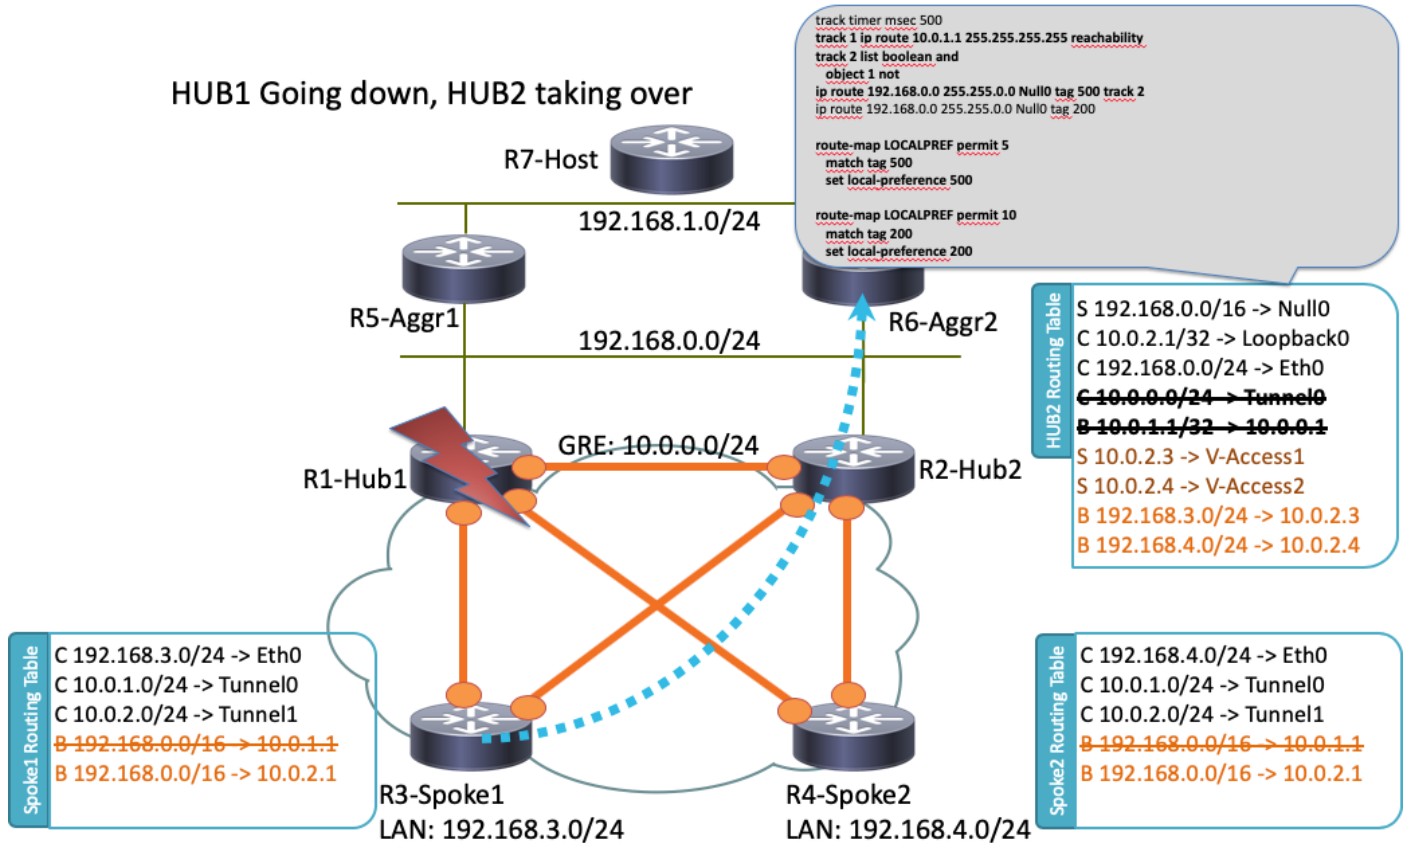 track timer msec 500
track 1 ip route 10.0.1.1 255.255.255.255 reachability
track 2 list boolean and
object 1 not
ip route 192.168.0.0 255.255.0.0 Null0 tag 500 track 2
ip route 192.168.0.0 255.255.0.0 Null0 tag 200
route-map LOCALPREF permit 5
match tag 500
set local-preference 500
route-map LOCALPREF permit 10
match tag 200
set local-preference 200
HUB1 Going down, HUB2 taking over
R7-Host
192.168.1.0/24
R5-Aggr1
R6-Aggr2
192.168.0.0/24
HUB2 Routing Table
S 192.168.0.0/16 -> Null0
C 10.0.2.1/32 -> Loopback0
C 192.168.0.0/24 -> Eth0
C 10.0.0.0/24 -> Tunnel0
B 10.0.1.1/32 -> 10.0.0.1
S 10.0.2.3 -> V-Access1
S 10.0.2.4 -> V-Access2
B 192.168.3.0/24 -> 10.0.2.3
B 192.168.4.0/24 -> 10.0.2.4
GRE: 10.0.0.0/24
R1-Hub1
R2-Hub2
Spoke1 Routing Table
C 192.168.3.0/24 -> Eth0
C 10.0.1.0/24 -> Tunnel0
C 10.0.2.0/24 -> Tunnel1
B 192.168.0.0/16 -> 10.0.1.1
B 192.168.0.0/16 -> 10.0.2.1
Spoke2 Routing Table
C 192.168.4.0/24 -> Eth0
C 10.0.1.0/24 -> Tunnel0
C 10.0.2.0/24 -> Tunnel1
B 192.168.0.0/16 -> 10.0.1.1
B 192.168.0.0/16 -> 10.0.2.1
R3-Spoke1
LAN: 192.168.3.0/24
R4-Spoke2
LAN: 192.168.4.0/24